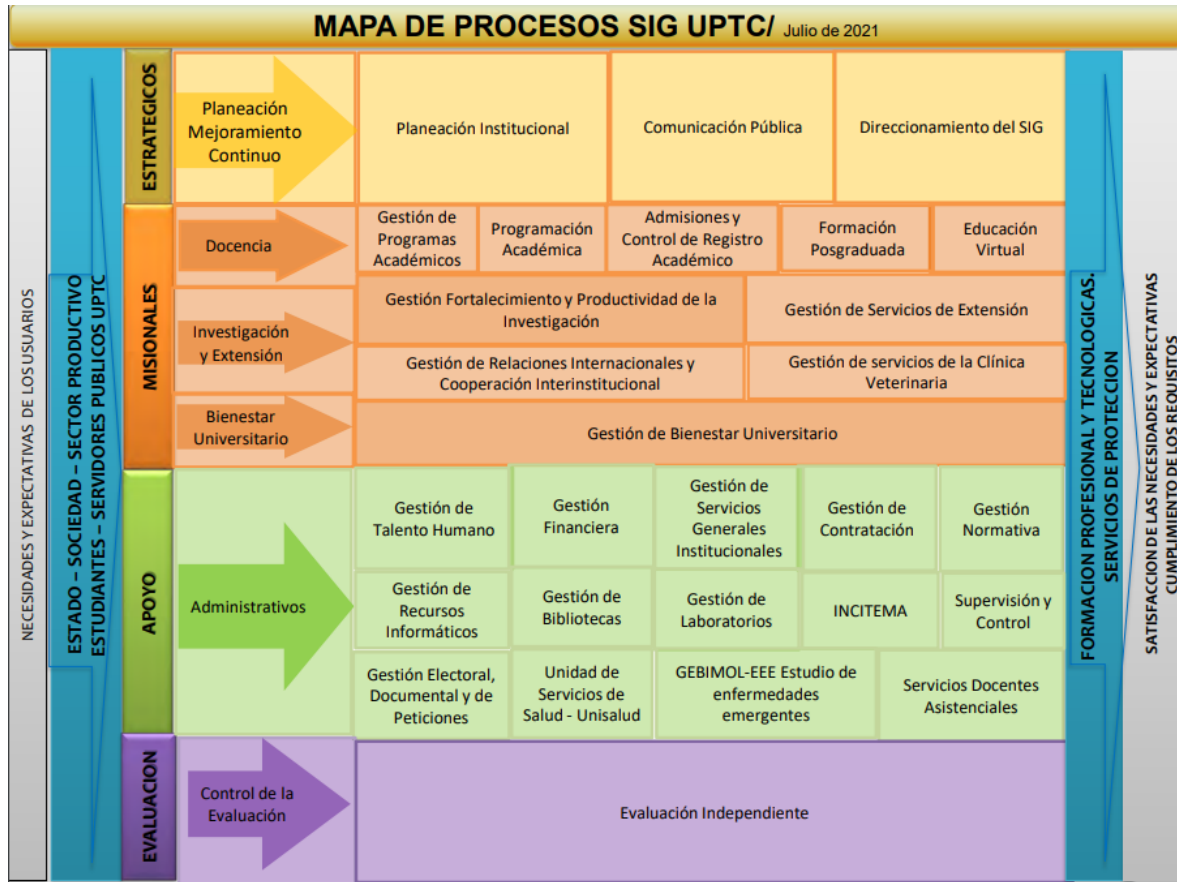 MAPA DE PROCESOS SIG UPTC/ Julio de 2021
NECESIDADES Y EXPECTATIVAS DE LOS USUARIOS
ESTADO – SOCIEDAD – SECTOR PRODUCTIVO
ESTUDIANTES – SERVIDORES PUBLICOS UPTC
ESTRATEGICOS
Planeación
Mejoramiento
Continuo
Planeación Institucional
Comunicación Pública
Direccionamiento del SIG
MISIONALES
Docencia
Gestión de
Programas
Académicos
Programación
Académica
Admisiones y
Control de Registro
Académico
Formación
Posgraduada
Educación
Virtual
Investigación
y Extensión
Gestión Fortalecimiento y Productividad de la
Investigación
Gestión de Servicios de Extensión
Gestión de Relaciones Internacionales y
Cooperación Interinstitucional
Gestión de servicios de la Clínica
Veterinaria
Bienestar
Universitario
Gestión de Bienestar Universitario
APOYO
Administrativos
Gestión de
Talento Humano
Gestión
Financiera
Gestión de
Servicios
Generales
Institucionales
Gestión de
Contratación
Gestión
Normativa
Gestión de
Recursos
Informáticos
Gestión de
Bibliotecas
Gestión de
Laboratorios
INCITEMA
Supervisión y
Control
Gestión Electoral,
Documental y de
Peticiones
Unidad de
Servicios de
Salud - Unisalud
GEBIMOL-EEE Estudio de
enfermedades
emergentes
Servicios Docentes
Asistenciales
EVALUACION
Control de la
Evaluación
Evaluación Independiente
FORMACION PROFESIONAL Y TECNOLOGICAS.
SERVICIOS DE PROTECCION
SATISFACCION DE LAS NECESIDADES Y EXPECTATIVAS
CUMPLIMIENTO DE LOS REQUISITOS